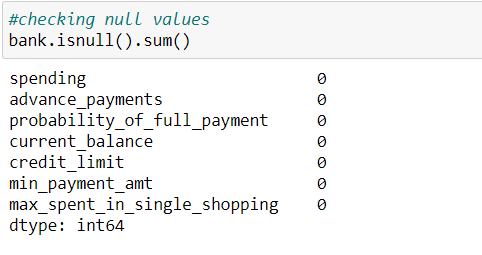 #checking null values
bank.isnull().sum()
spending 0
advance_payments 0
probability_of_full_payment 0
current_balance 0
credit_limit 0
min_payment_amt 0
max_spent_in_single_shopping 0
dtype: int64